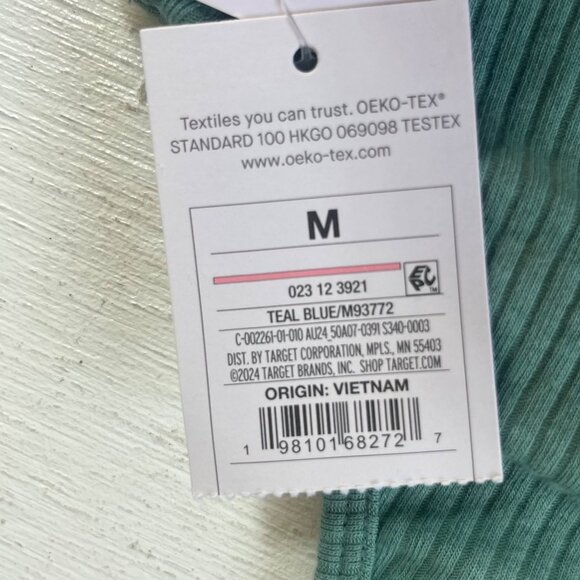 Textiles you can trust. OEKO-TEX®
STANDARD 100 HKGO 069098 TESTEX
www.oeko-tex.com
M
EPC™
023 12 3921
TEAL BLUE/M93772
C-002261-01-010 AU24_50A07-0391 S340-0003
DIST. BY TARGET CORPORATION, MPLS., MN 55403
©2024 TARGET BRANDS, INC. SHOP TARGET.COM
ORIGIN: VIETNAM
1 98101 68272 7